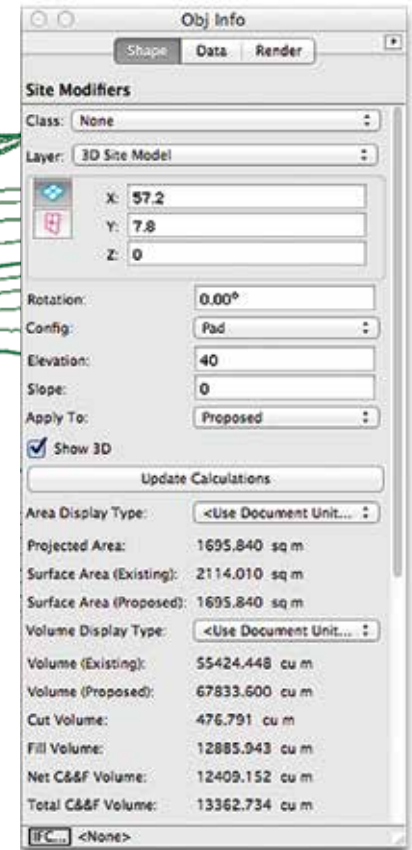 Obj Info
Shape Data Render
Site Modifiers
Class: None
Layer: 3D Site Model
X: 57.2
Y: 7.8
Z: 0
Rotation: 0.00°
Config: Pad
Elevation: 40
Slope: 0
Apply To: Proposed
Show 3D
Update Calculations
Area Display Type: <Use Document Unit...
Projected Area: 1695.840 sq m
Surface Area (Existing): 2114.010 sq m
Surface Area (Proposed): 1695.840 sq m
Volume Display Type: <Use Document Unit...
Volume (Existing): 55424.448 cu m
Volume (Proposed): 67833.600 cu m
Cut Volume: 476.791 cu m
Fill Volume: 12885.943 cu m
Net C&&F Volume: 12409.152 cu m
Total C&&F Volume: 13362.734 cu m
IFC... <None>